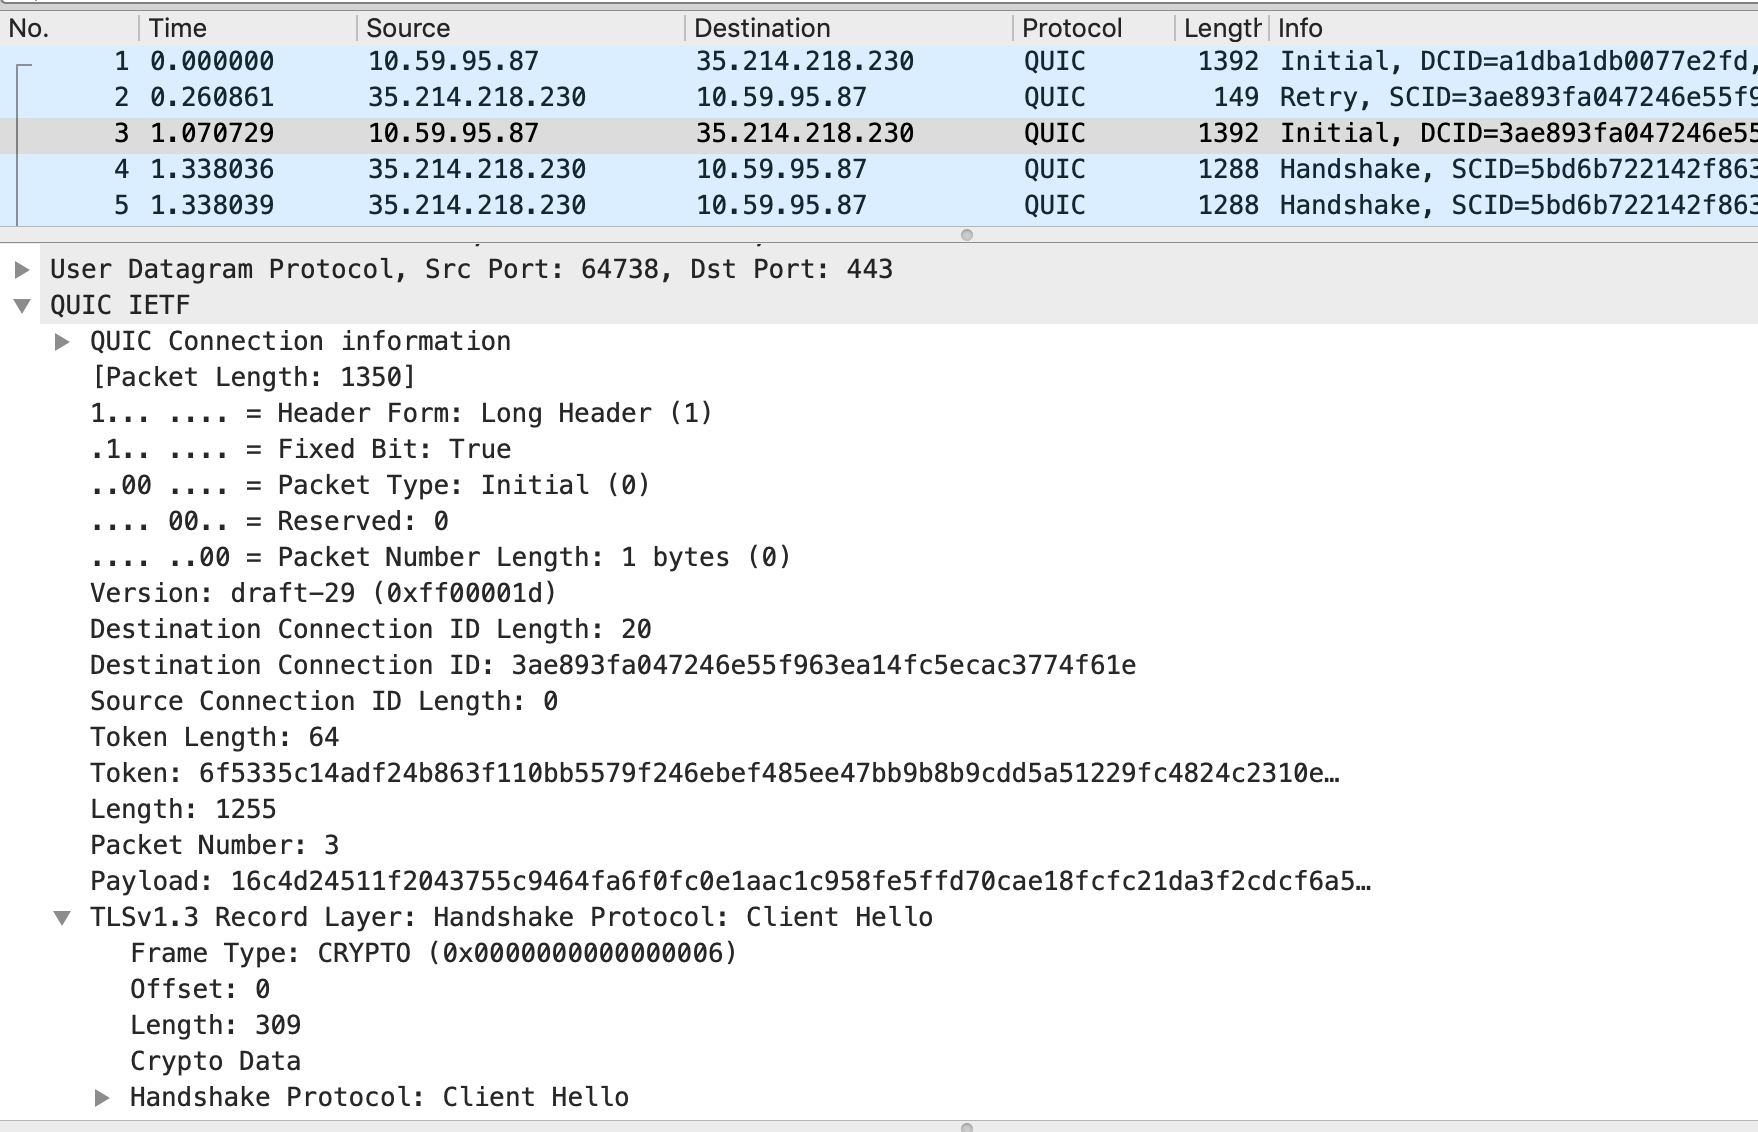 No. Time Source Destination Protocol Length Info
1 0.000000 10.59.95.87 35.214.218.230 QUIC 1392 Initial, DCID=a1dba1db0077e2fd,
2 0.260861 35.214.218.230 10.59.95.87 QUIC 149 Retry, SCID=3ae893fa047246e55f9
3 1.070729 10.59.95.87 35.214.218.230 QUIC 1392 Initial, DCID=3ae893fa047246e55
4 1.338036 35.214.218.230 10.59.95.87 QUIC 1288 Handshake, SCID=5bd6b722142f863
5 1.338039 35.214.218.230 10.59.95.87 QUIC 1288 Handshake, SCID=5bd6b722142f863
User Datagram Protocol, Src Port: 64738, Dst Port: 443
QUIC IETF
QUIC Connection information
[Packet Length: 1350]
1... .... = Header Form: Long Header (1)
.1.. .... = Fixed Bit: True
..00 .... = Packet Type: Initial (0)
.... 00.. = Reserved: 0
.... ..00 = Packet Number Length: 1 bytes (0)
Version: draft-29 (0xff00001d)
Destination Connection ID Length: 20
Destination Connection ID: 3ae893fa047246e55f963ea14fc5ecac3774f61e
Source Connection ID Length: 0
Token Length: 64
Token: 6f5335c14adf24b863f110bb5579f246ebef485ee47bb9b8b9cdd5a51229fc4824c2310e…
Length: 1255
Packet Number: 3
Payload: 16c4d24511f2043755c9464fa6f0fc0e1aac1c958fe5ffd70cae18fcfc21da3f2cdcf6a5…
TLSv1.3 Record Layer: Handshake Protocol: Client Hello
Frame Type: CRYPTO (0x0000000000000006)
Offset: 0
Length: 309
Crypto Data
Handshake Protocol: Client Hello